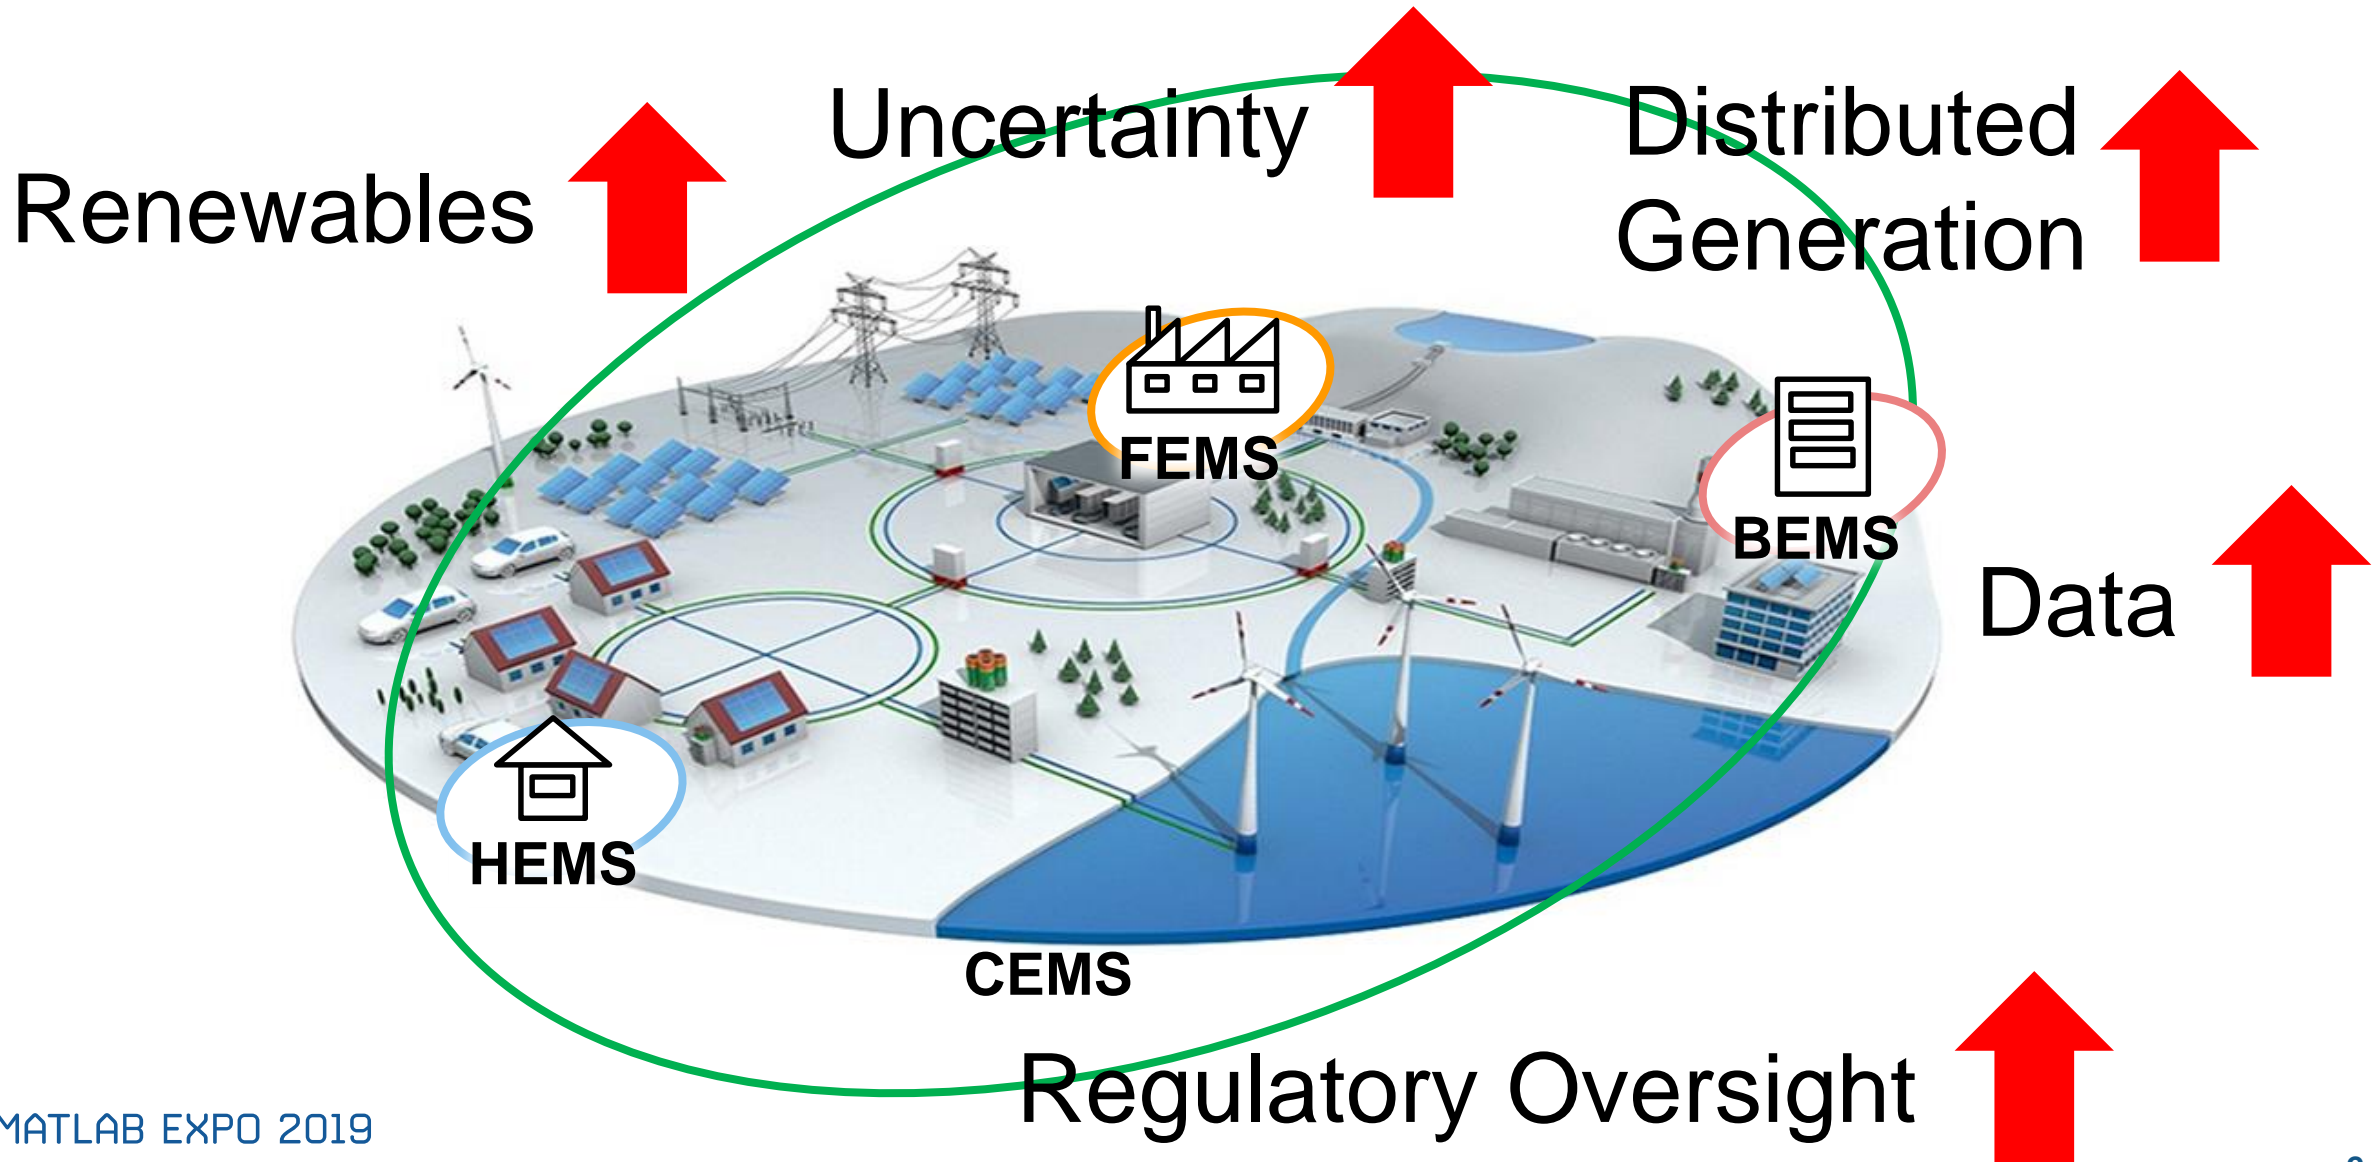 Uncertainty
Distributed
Generation
Renewables
FEMS
BEMS
Data
HEMS
CEMS
Regulatory Oversight
MATLAB EXPO 2019